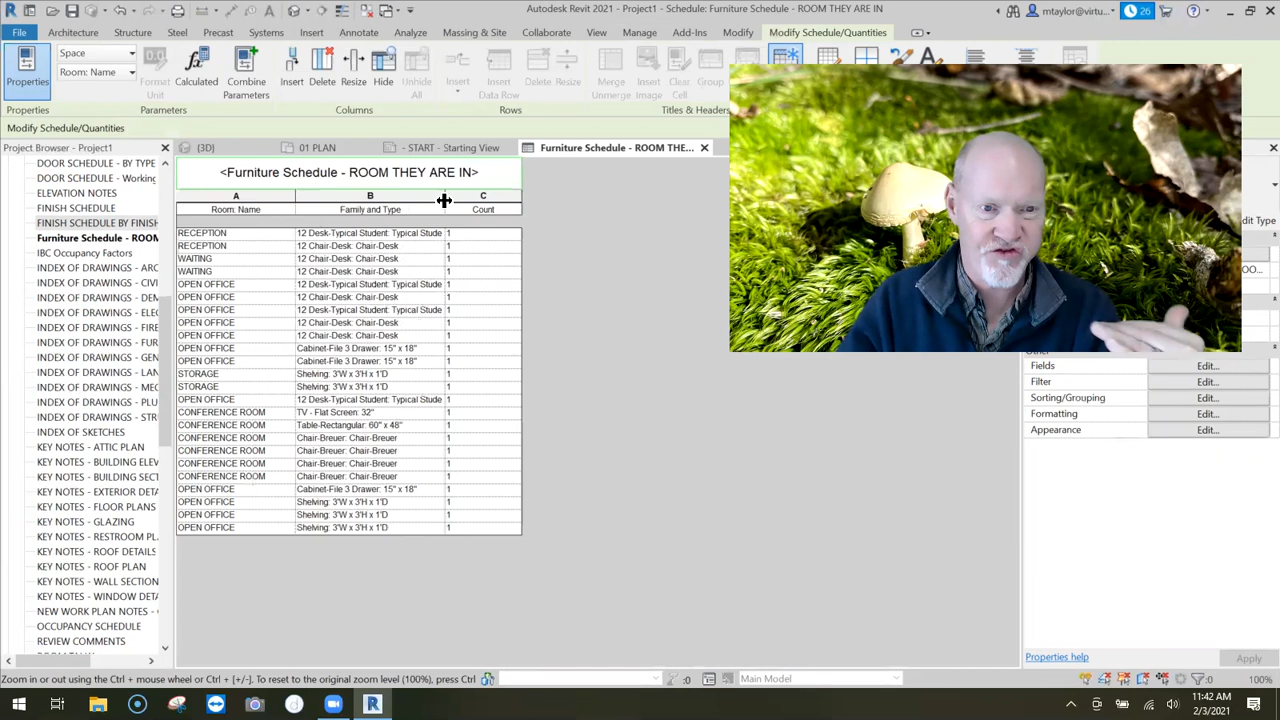 Autodesk Revit 2021 - Project1 - Schedule: Furniture Schedule - ROOM THEY ARE IN
mtaylor@virtu... 26
File Architecture Structure Steel Precast Systems Insert Annotate Analyze Massing & Site Collaborate View Manage Add-Ins Modify Modify Schedule/Quantities
Space
Room: Name
Properties
Format Unit
Calculated
Combine Parameters
Insert
Delete
Resize
Hide
Unhide All
Insert
Insert Data Row
Delete
Resize
Merge Unmerge
Insert Image
Clear Cell
Group
Properties Parameters Columns Rows Titles & Headers
Modify Schedule/Quantities
Project Browser - Project1
{3D} 01 PLAN - START - Starting View Furniture Schedule - ROOM THE...
DOOR SCHEDULE - BY TYPE
DOOR SCHEDULE - Working
ELEVATION NOTES
FINISH SCHEDULE
FINISH SCHEDULE BY FINISH
Furniture Schedule - ROOM
IBC Occupancy Factors
INDEX OF DRAWINGS - ARC
INDEX OF DRAWINGS - CIVI
INDEX OF DRAWINGS - DEM
INDEX OF DRAWINGS - ELEC
INDEX OF DRAWINGS - FIRE
INDEX OF DRAWINGS - FUR
INDEX OF DRAWINGS - GEN
INDEX OF DRAWINGS - LAN
INDEX OF DRAWINGS - MEC
INDEX OF DRAWINGS - PLU
INDEX OF DRAWINGS - STR
INDEX OF SKETCHES
KEY NOTES - ATTIC PLAN
KEY NOTES - BUILDING ELEV
KEY NOTES - BUILDING SECT
KEY NOTES - EXTERIOR DETA
KEY NOTES - FLOOR PLANS
KEY NOTES - GLAZING
KEY NOTES - RESTROOM PL
KEY NOTES - ROOF DETAILS
KEY NOTES - ROOF PLAN
KEY NOTES - WALL SECTION
KEY NOTES - WINDOW DETA
NEW WORK PLAN NOTES -
OCCUPANCY SCHEDULE
REVIEW COMMENTS
<Furniture Schedule - ROOM THEY ARE IN>
A B C
Room: Name Family and Type Count
RECEPTION 12 Desk-Typical Student: Typical Stude 1
RECEPTION 12 Chair-Desk: Chair-Desk 1
WAITING 12 Chair-Desk: Chair-Desk 1
WAITING 12 Chair-Desk: Chair-Desk 1
OPEN OFFICE 12 Desk-Typical Student: Typical Stude 1
OPEN OFFICE 12 Chair-Desk: Chair-Desk 1
OPEN OFFICE 12 Desk-Typical Student: Typical Stude 1
OPEN OFFICE 12 Chair-Desk: Chair-Desk 1
OPEN OFFICE 12 Chair-Desk: Chair-Desk 1
OPEN OFFICE Cabinet-File 3 Drawer: 15" x 18" 1
OPEN OFFICE Cabinet-File 3 Drawer: 15" x 18" 1
STORAGE Shelving: 3'W x 3'H x 1'D 1
STORAGE Shelving: 3'W x 3'H x 1'D 1
OPEN OFFICE 12 Desk-Typical Student: Typical Stude 1
CONFERENCE ROOM TV - Flat Screen: 32" 1
CONFERENCE ROOM Table-Rectangular: 60" x 48" 1
CONFERENCE ROOM Chair-Breuer: Chair-Breuer 1
CONFERENCE ROOM Chair-Breuer: Chair-Breuer 1
CONFERENCE ROOM Chair-Breuer: Chair-Breuer 1
CONFERENCE ROOM Chair-Breuer: Chair-Breuer 1
OPEN OFFICE Cabinet-File 3 Drawer: 15" x 18" 1
OPEN OFFICE Shelving: 3'W x 3'H x 1'D 1
OPEN OFFICE Shelving: 3'W x 3'H x 1'D 1
OPEN OFFICE Shelving: 3'W x 3'H x 1'D 1
dit Type
OO...
Other
Fields Edit...
Filter Edit...
Sorting/Grouping Edit...
Formatting Edit...
Appearance Edit...
Properties help Apply
Zoom in or out using the Ctrl + mouse wheel or Ctrl + [+/-]. To reset to the original zoom level (100%), press Ctrl :0 Main Model :0 100%
11:42 AM
2/3/2021